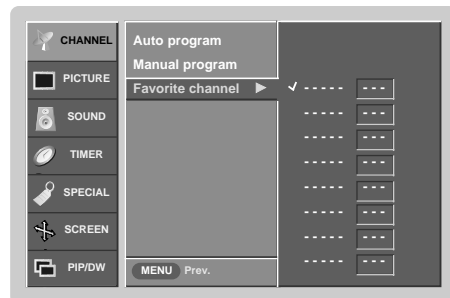 CHANNEL
PICTURE
SOUND
TIMER
SPECIAL
SCREEN
PIP/DW
Auto program
Manual program
Favorite channel ►
MENU Prev.
✓ ----- ---
----- ---
----- ---
----- ---
----- ---
----- ---
----- ---
----- ---